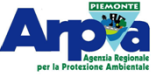 PIEMONTE
Arpa
Agenzia Regionale
per la Protezione Ambientale